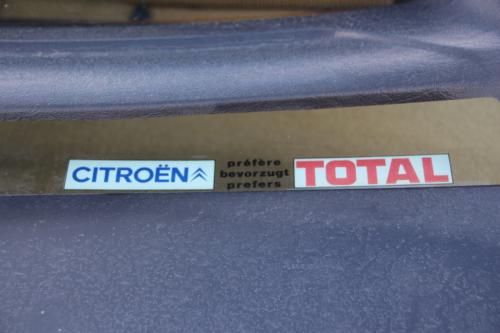 CITROËN
préfère
bevorzugt
prefers
TOTAL